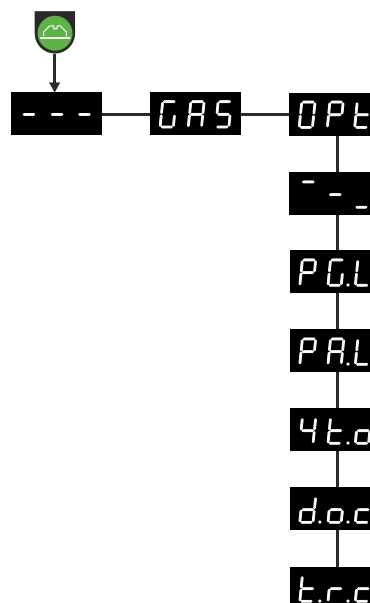 --- GAS OPt
PG.L
PA.L
4t.o
d.o.c
t.r.c